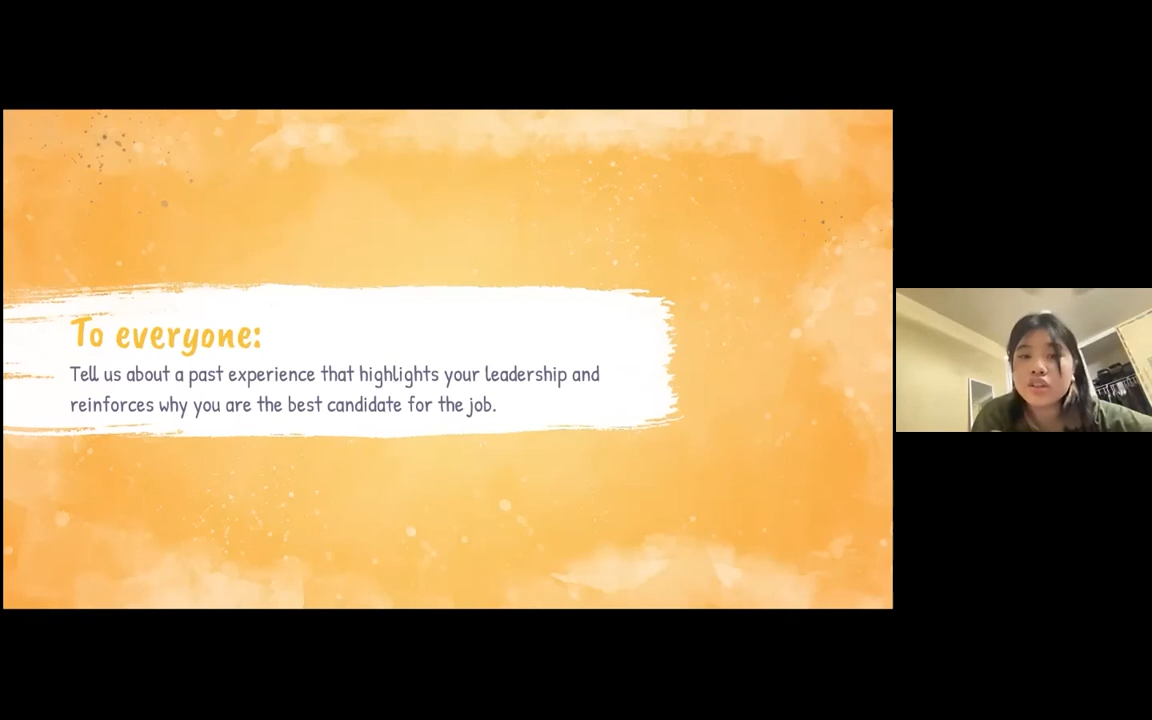 To everyone:
Tell us about a past experience that highlights your leadership and
reinforces why you are the best candidate for the job.